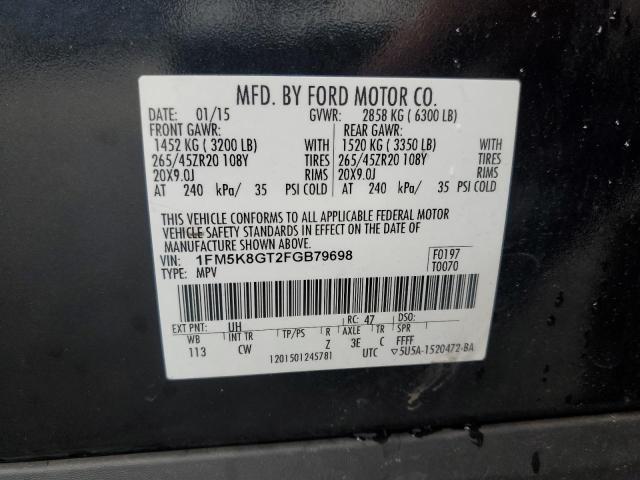 MFD. BY FORD MOTOR CO.
DATE: 01/15 GVWR: 2858 KG ( 6300 LB)
FRONT GAWR: REAR GAWR:
1452 KG ( 3200 LB) WITH 1520 KG ( 3350 LB) WITH
265/45ZR20 108Y TIRES 265/45ZR20 108Y TIRES
20X9.0J RIMS 20X9.0J RIMS
AT 240 kPa/ 35 PSI COLD AT 240 kPa/ 35 PSI COLD
THIS VEHICLE CONFORMS TO ALL APPLICABLE FEDERAL MOTOR
VEHICLE SAFETY STANDARDS IN EFFECT ON THE DATE OF
MANUFACTURE SHOWN ABOVE.
VIN: 1FM5K8GT2FGB79698 F0197
TYPE: MPV T0070
EXT PNT: UH RC: 47 DSO:
WB INT TR TP/PS R AXLE TR SPR
113 CW Z 3E C FFFF
1201501245781 UTC ▽5U5A-1520472-BA